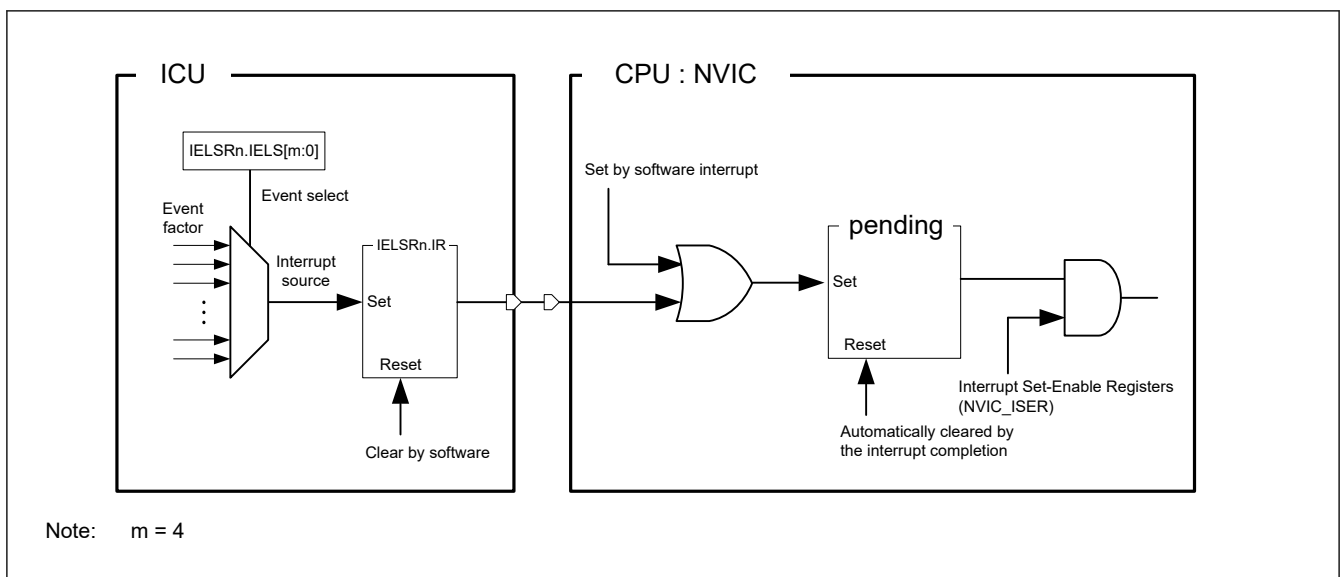 ICU
CPU : NVIC
IELSRn.IELS[m:0]
Event select
Event
factor
Interrupt
source
IELSRn.IR
Set
Reset
Clear by software
Set by software interrupt
pending
Set
Reset
Automatically cleared by
the interrupt completion
Interrupt Set-Enable Registers
(NVIC_ISER)
Note: m = 4